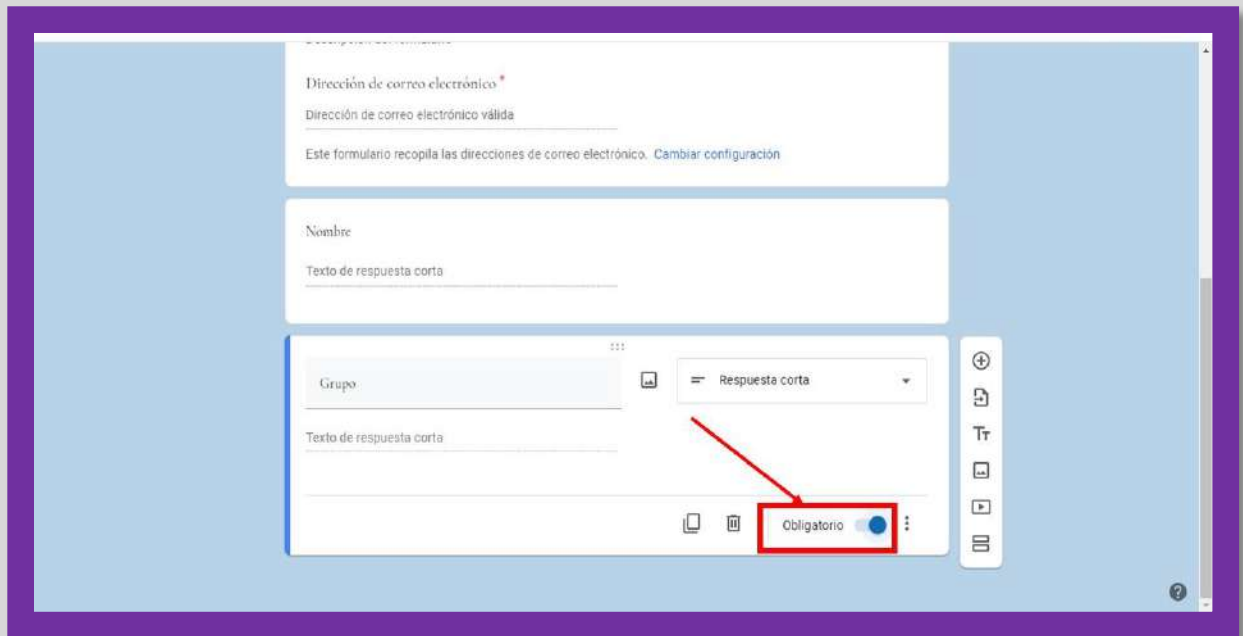 Dirección de correo electrónico *
Dirección de correo electrónico válida
Este formulario recopila las direcciones de correo electrónico. Cambiar configuración
Nombre
Texto de respuesta corta
Grupo
Respuesta corta
Texto de respuesta corta
Obligatorio